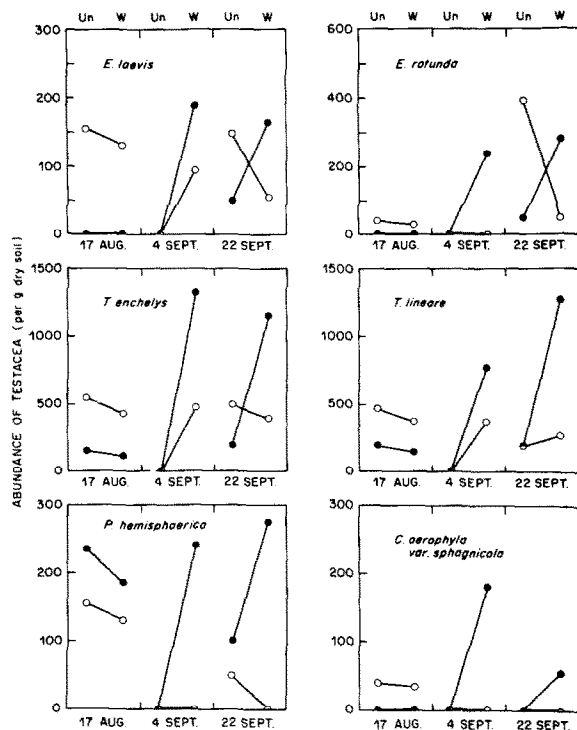 Un W Un W Un W Un W Un W Un W
300 600
E. laevis E. rotunda
200 400
100 200
0 0
17 AUG. 4 SEPT. 22 SEPT. 17 AUG. 4 SEPT. 22 SEPT.
1500 1500
T enchelys T. lineare
1000 1000
500 500
0 0
17 AUG. 4 SEPT. 22 SEPT. 17 AUG. 4 SEPT. 22 SEPT.
300 300
P. hemisphaerica C. aerophyla
var. sphagnicola
200 200
100 100
0 0
17 AUG. 4 SEPT. 22 SEPT. 17 AUG. 4 SEPT. 22 SEPT.
ABUNDANCE OF TESTACEA (per g dry soil)